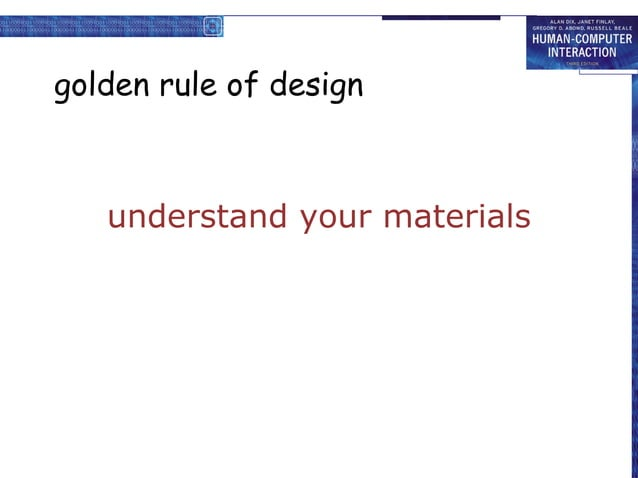 ALAN DIX, JANET FINLAY,
GREGORY D. ABOWD, RUSSELL BEALE
HUMAN-COMPUTER
INTERACTION
THIRD EDITION
golden rule of design
understand your materials